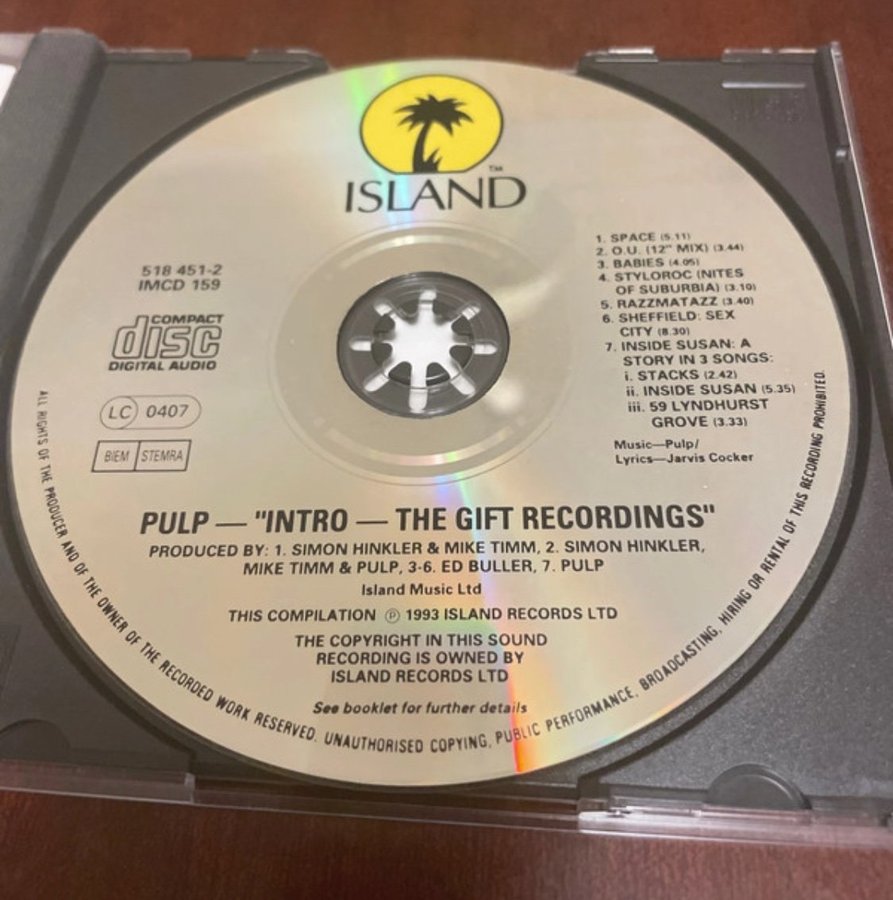 ISLAND™
518 451-2
IMCD 159
COMPACT
disc
DIGITAL AUDIO
LC 0407
BIEM STEMRA
1. SPACE (5.11)
2. O.U. (12" MIX) (3.44)
3. BABIES (4.05)
4. STYLOROC (NITES
OF SUBURBIA) (3.10)
5. RAZZMATAZZ (3.40)
6. SHEFFIELD: SEX
CITY (8.30)
7. INSIDE SUSAN: A
STORY IN 3 SONGS:
i. STACKS (2.42)
ii. INSIDE SUSAN (5.35)
iii. 59 LYNDHURST
GROVE (3.33)
Music—Pulp/
Lyrics—Jarvis Cocker
PULP — "INTRO — THE GIFT RECORDINGS"
PRODUCED BY: 1. SIMON HINKLER & MIKE TIMM, 2. SIMON HINKLER,
MIKE TIMM & PULP, 3-6. ED BULLER, 7. PULP
Island Music Ltd
THIS COMPILATION ℗ 1993 ISLAND RECORDS LTD
THE COPYRIGHT IN THIS SOUND
RECORDING IS OWNED BY
ISLAND RECORDS LTD
See booklet for further details
ALL RIGHTS OF THE PRODUCER AND OF THE OWNER OF THE RECORDED WORK RESERVED. UNAUTHORISED COPYING, PUBLIC PERFORMANCE, BROADCASTING, HIRING OR RENTAL OF THIS RECORDING PROHIBITED.